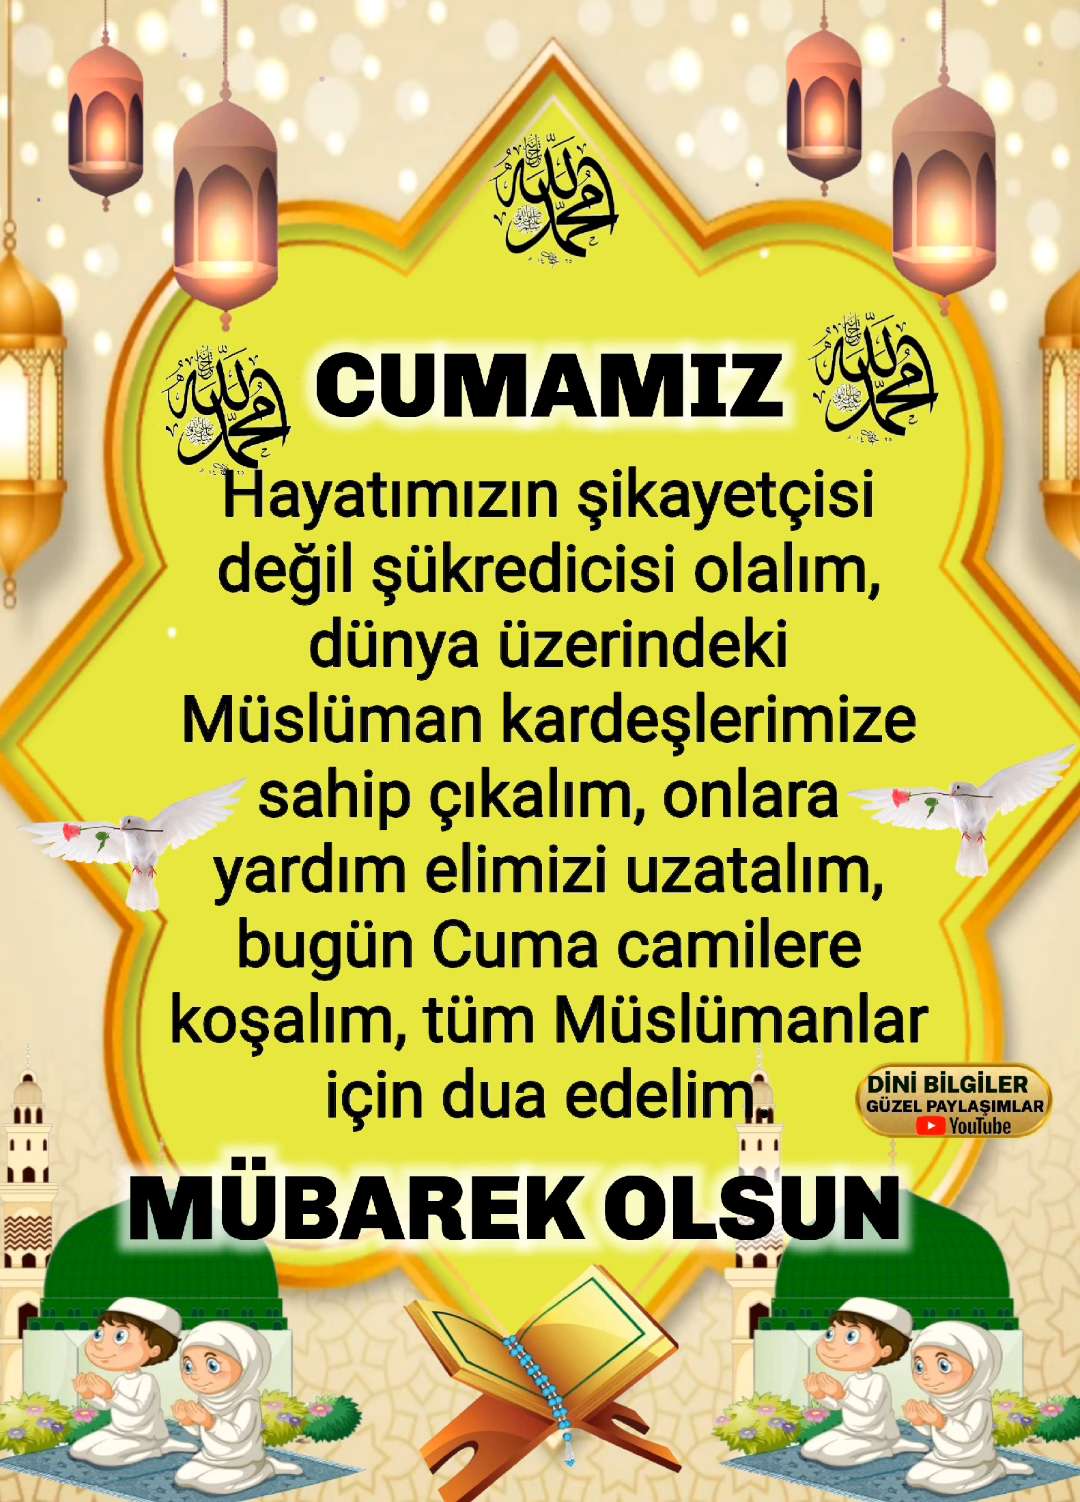 CUMAMIZ
Hayatımızın şikayetçisi
değil şükredicisi olalım,
dünya üzerindeki
Müslüman kardeşlerimize
sahip çıkalım, onlara
yardım elimizi uzatalım,
bugün Cuma camilere
koşalım, tüm Müslümanlar
için dua edelim.
DİNİ BİLGİLER
GÜZEL PAYLAŞIMLAR
YouTube
MÜBAREK OLSUN